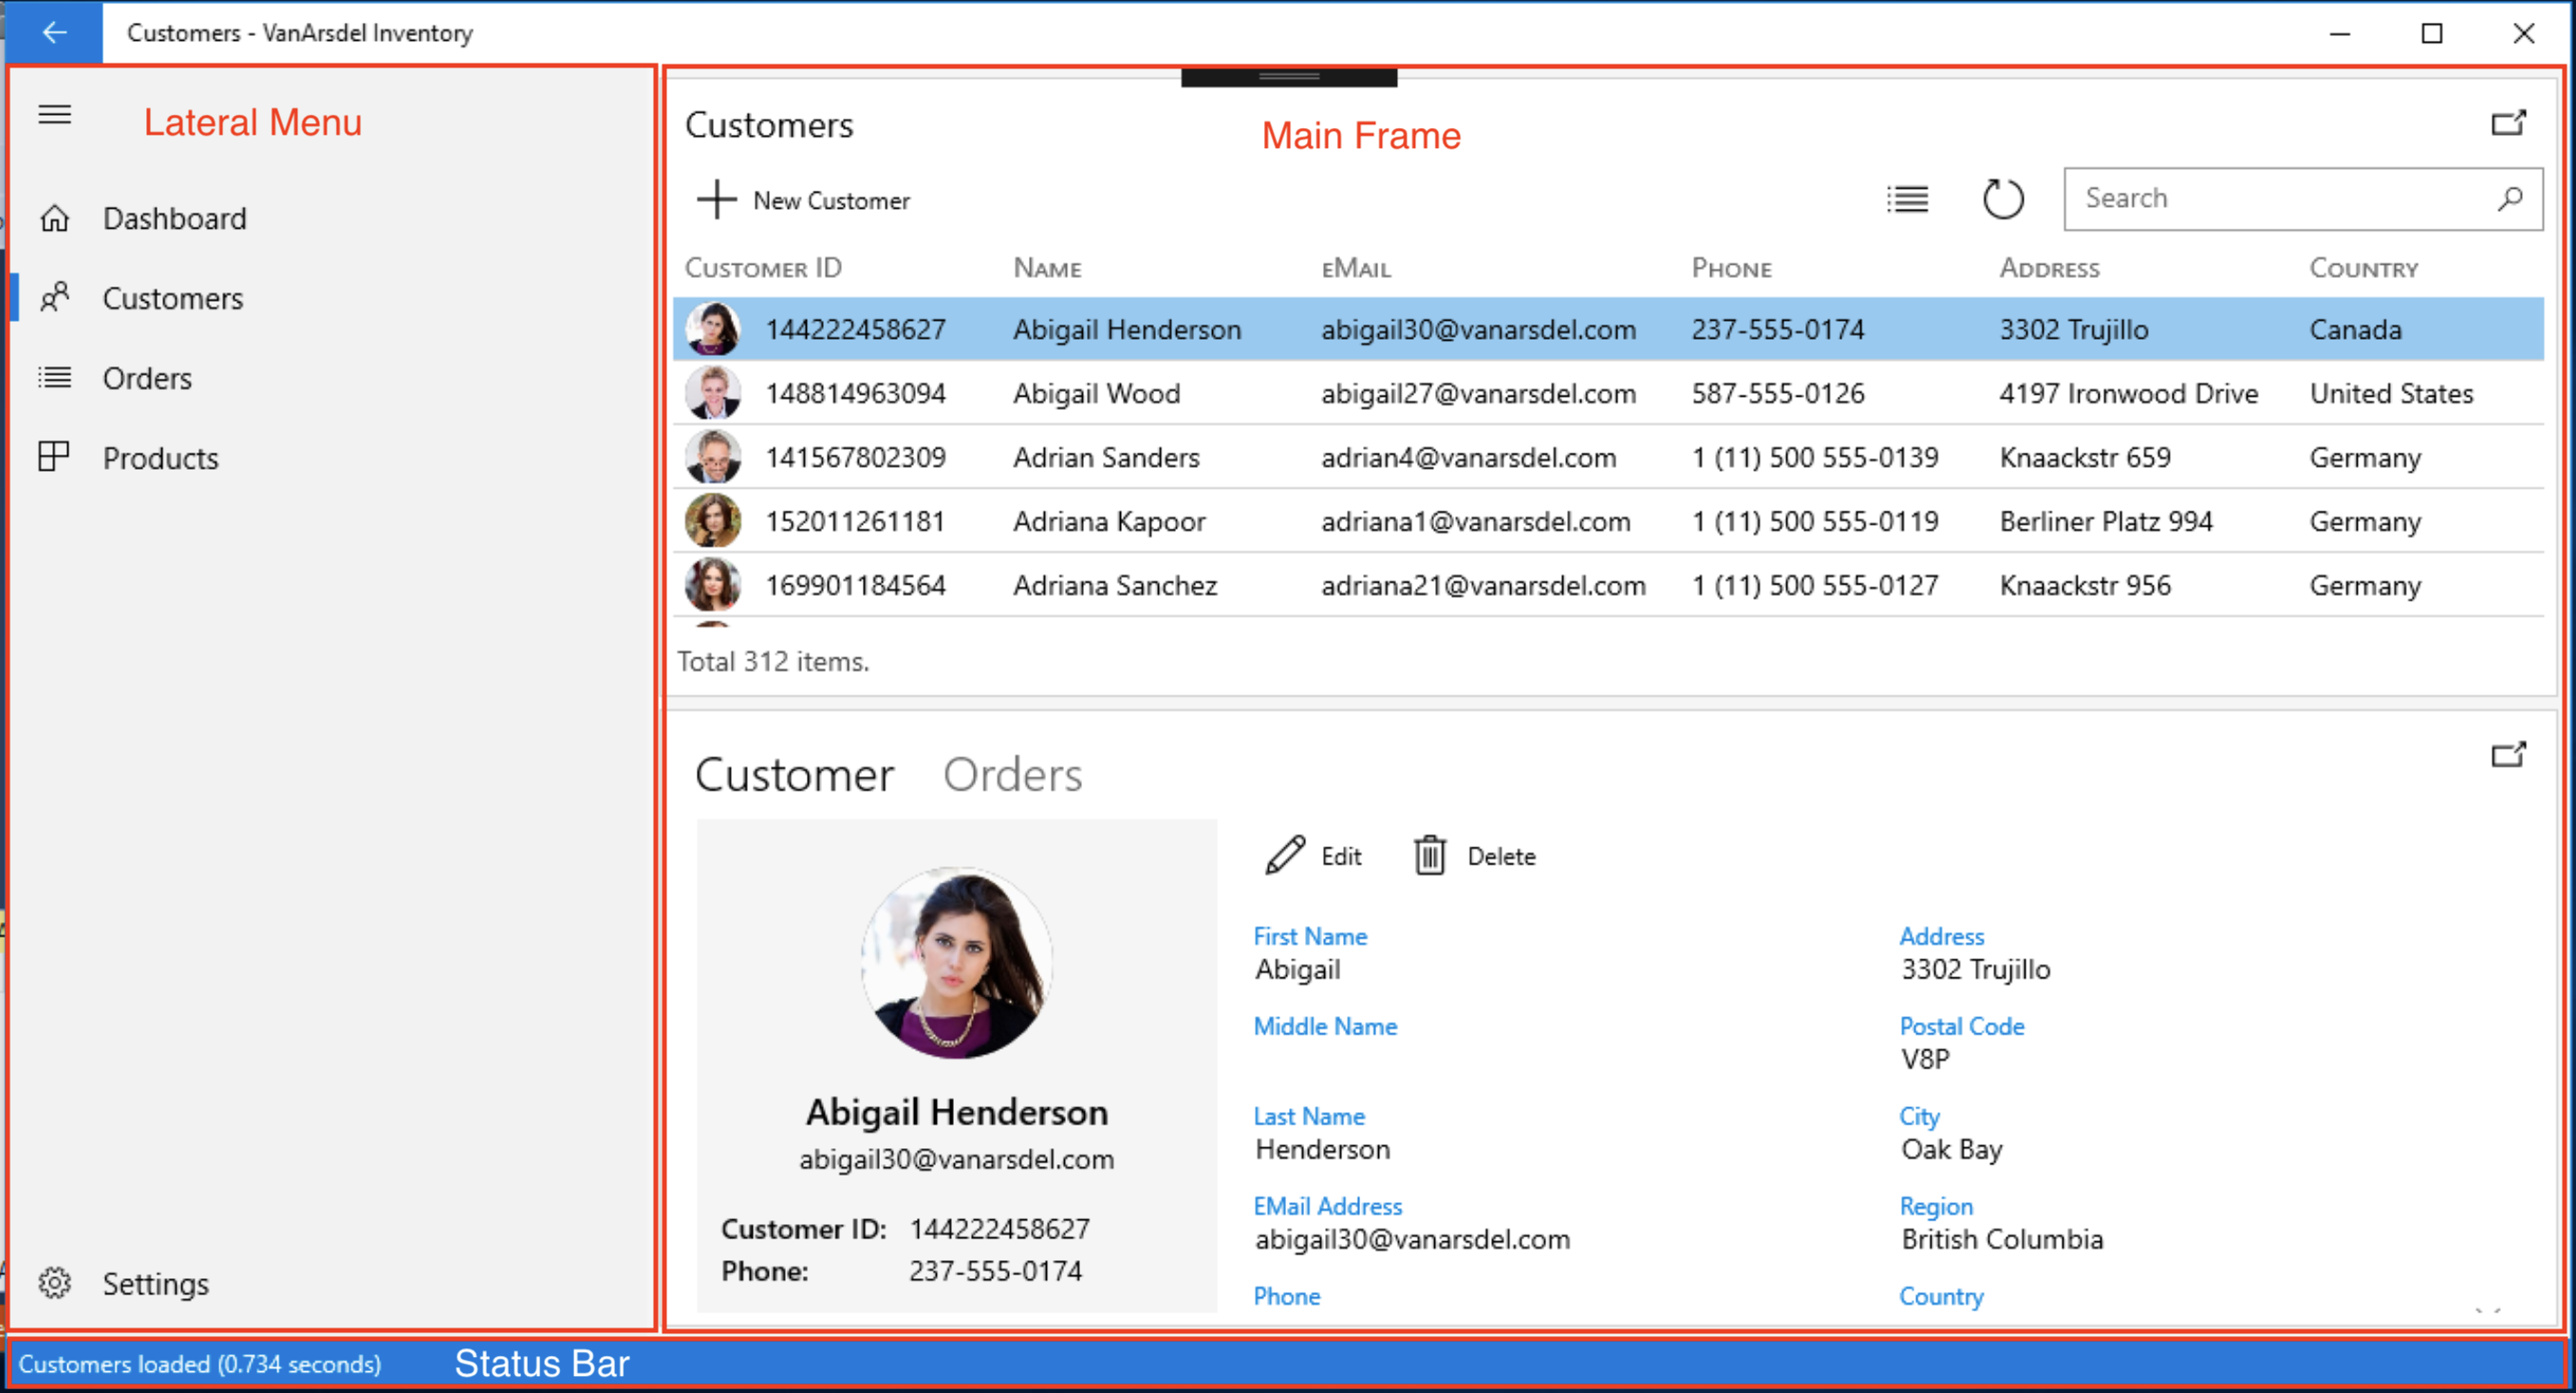 Customers - VanArsdel Inventory
Lateral Menu
Dashboard
Customers
Orders
Products
Settings
Customers
Main Frame
New Customer
Search
Customer ID Name eMail Phone Address Country
144222458627 Abigail Henderson abigail30@vanarsdel.com 237-555-0174 3302 Trujillo Canada
148814963094 Abigail Wood abigail27@vanarsdel.com 587-555-0126 4197 Ironwood Drive United States
141567802309 Adrian Sanders adrian4@vanarsdel.com 1 (11) 500 555-0139 Knaackstr 659 Germany
152011261181 Adriana Kapoor adriana1@vanarsdel.com 1 (11) 500 555-0119 Berliner Platz 994 Germany
169901184564 Adriana Sanchez adriana21@vanarsdel.com 1 (11) 500 555-0127 Knaackstr 956 Germany
Total 312 items.
Customer Orders
Abigail Henderson
abigail30@vanarsdel.com
Customer ID: 144222458627
Phone: 237-555-0174
Edit Delete
First Name
Abigail
Middle Name
Last Name
Henderson
EMail Address
abigail30@vanarsdel.com
Phone
Address
3302 Trujillo
Postal Code
V8P
City
Oak Bay
Region
British Columbia
Country
Customers loaded (0.734 seconds)
Status Bar